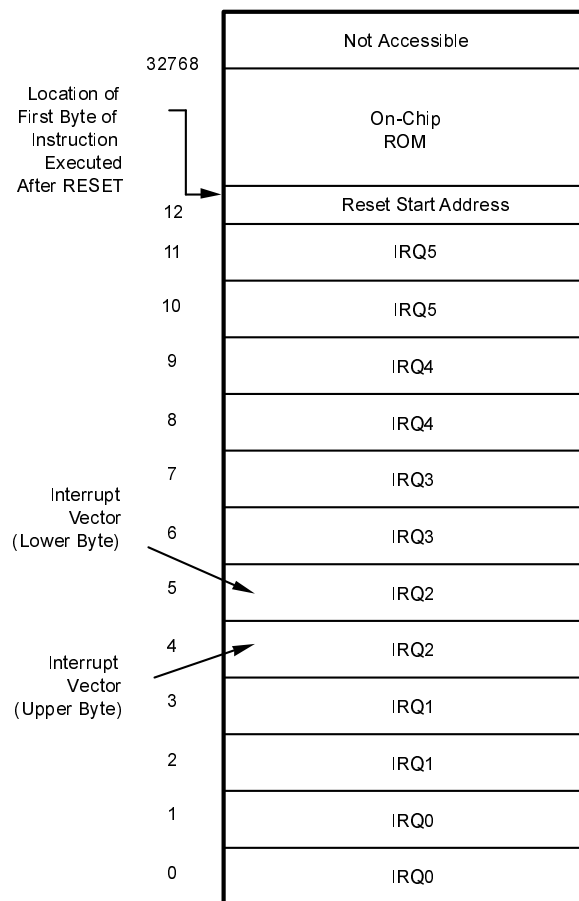 Not Accessible
32768
Location of
First Byte of
Instruction
Executed
After RESET
On-Chip
ROM
12 Reset Start Address
11 IRQ5
10 IRQ5
9 IRQ4
8 IRQ4
7 IRQ3
Interrupt
Vector
(Lower Byte)
6 IRQ3
5 IRQ2
4 IRQ2
Interrupt
Vector
(Upper Byte)
3 IRQ1
2 IRQ1
1 IRQ0
0 IRQ0